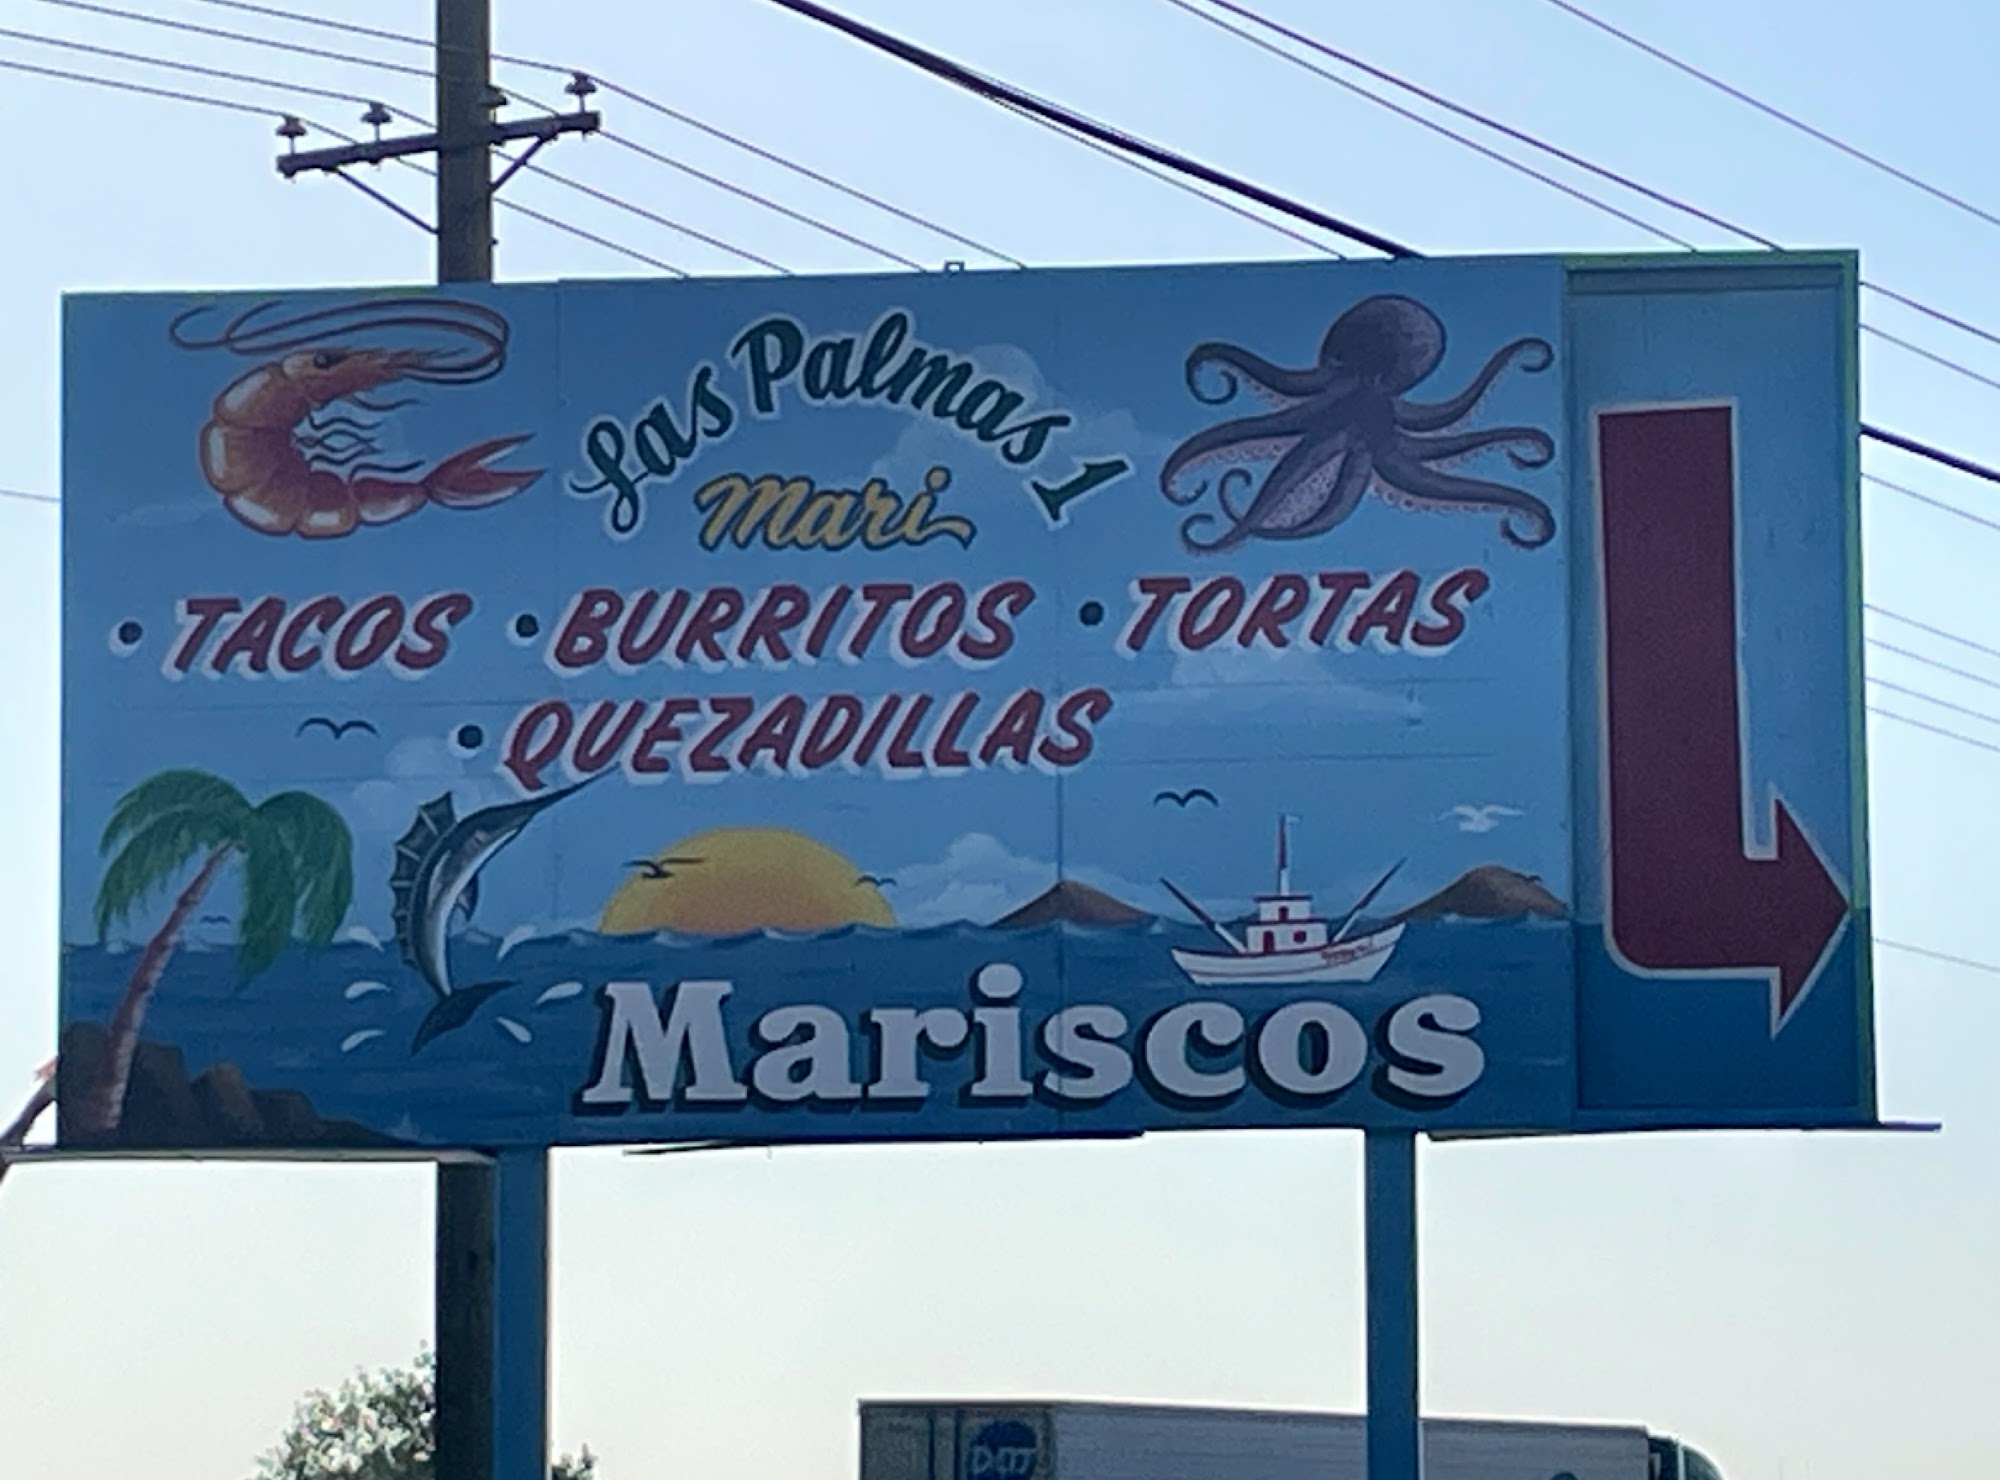 Las Palmas 1
Mari
• TACOS • BURRITOS • TORTAS
• QUEZADILLAS
Mariscos